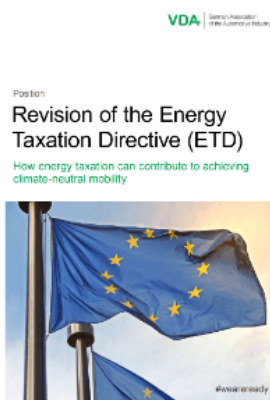 VDA German Association
of the Automotive Industry
Position
Revision of the Energy
Taxation Directive (ETD)
How energy taxation can contribute to achieving
climate-neutral mobility
#weareready